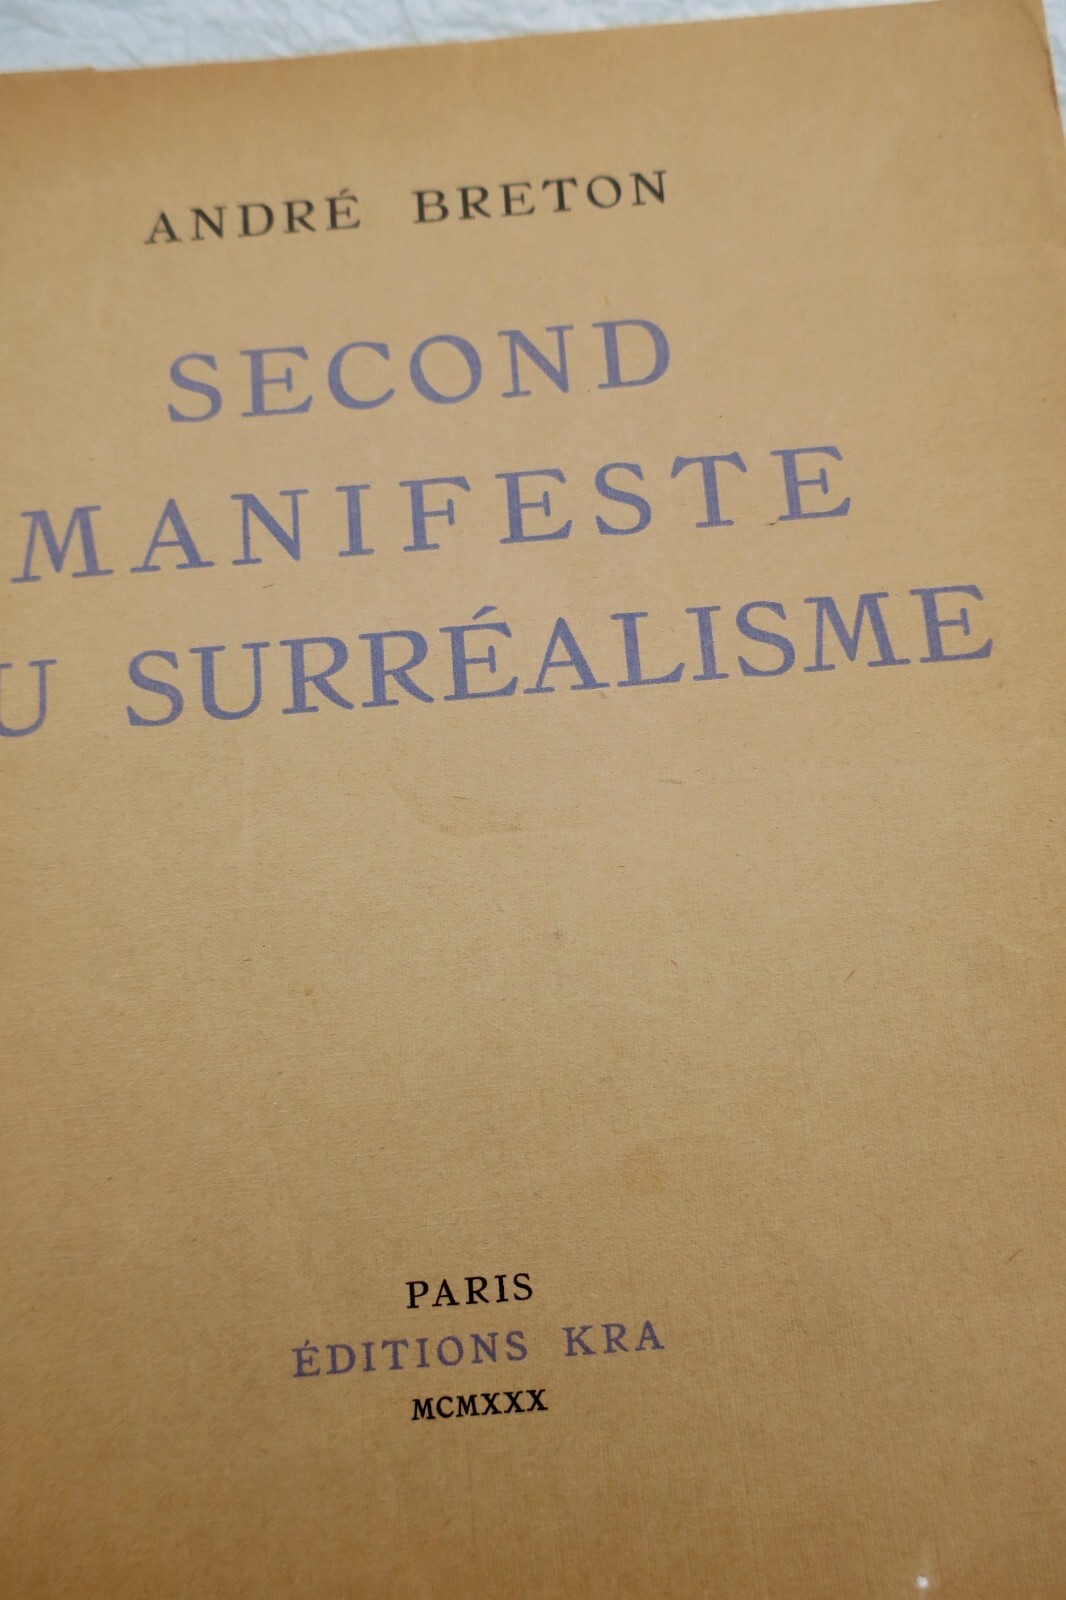 ANDRÉ BRETON
SECOND
MANIFESTE
U SURRÉALISME
PARIS
ÉDITIONS KRA
MCMXXX